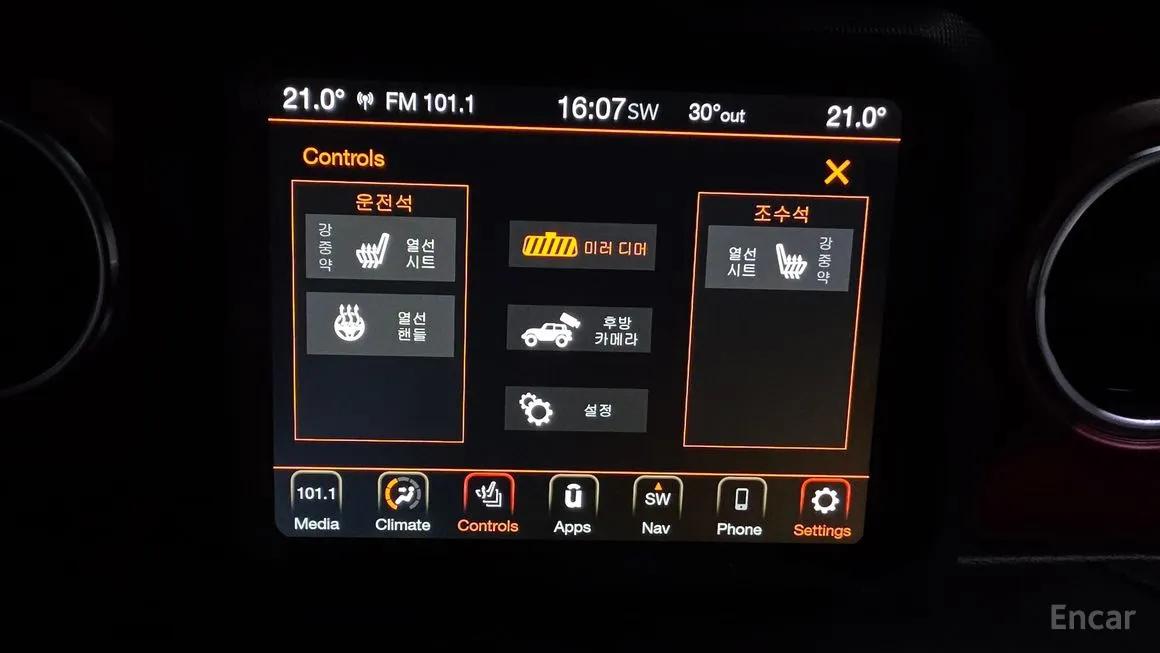 21.0° FM 101.1 16:07 SW 30°out 21.0°
Controls
운전석
강
중
약
열선
시트
열선
핸들
미러 디머
후방
카메라
설정
조수석
열선
시트
강
중
약
101.1
Media
Climate
Controls
ū
Apps
SW
Nav
Phone
Settings
Encar